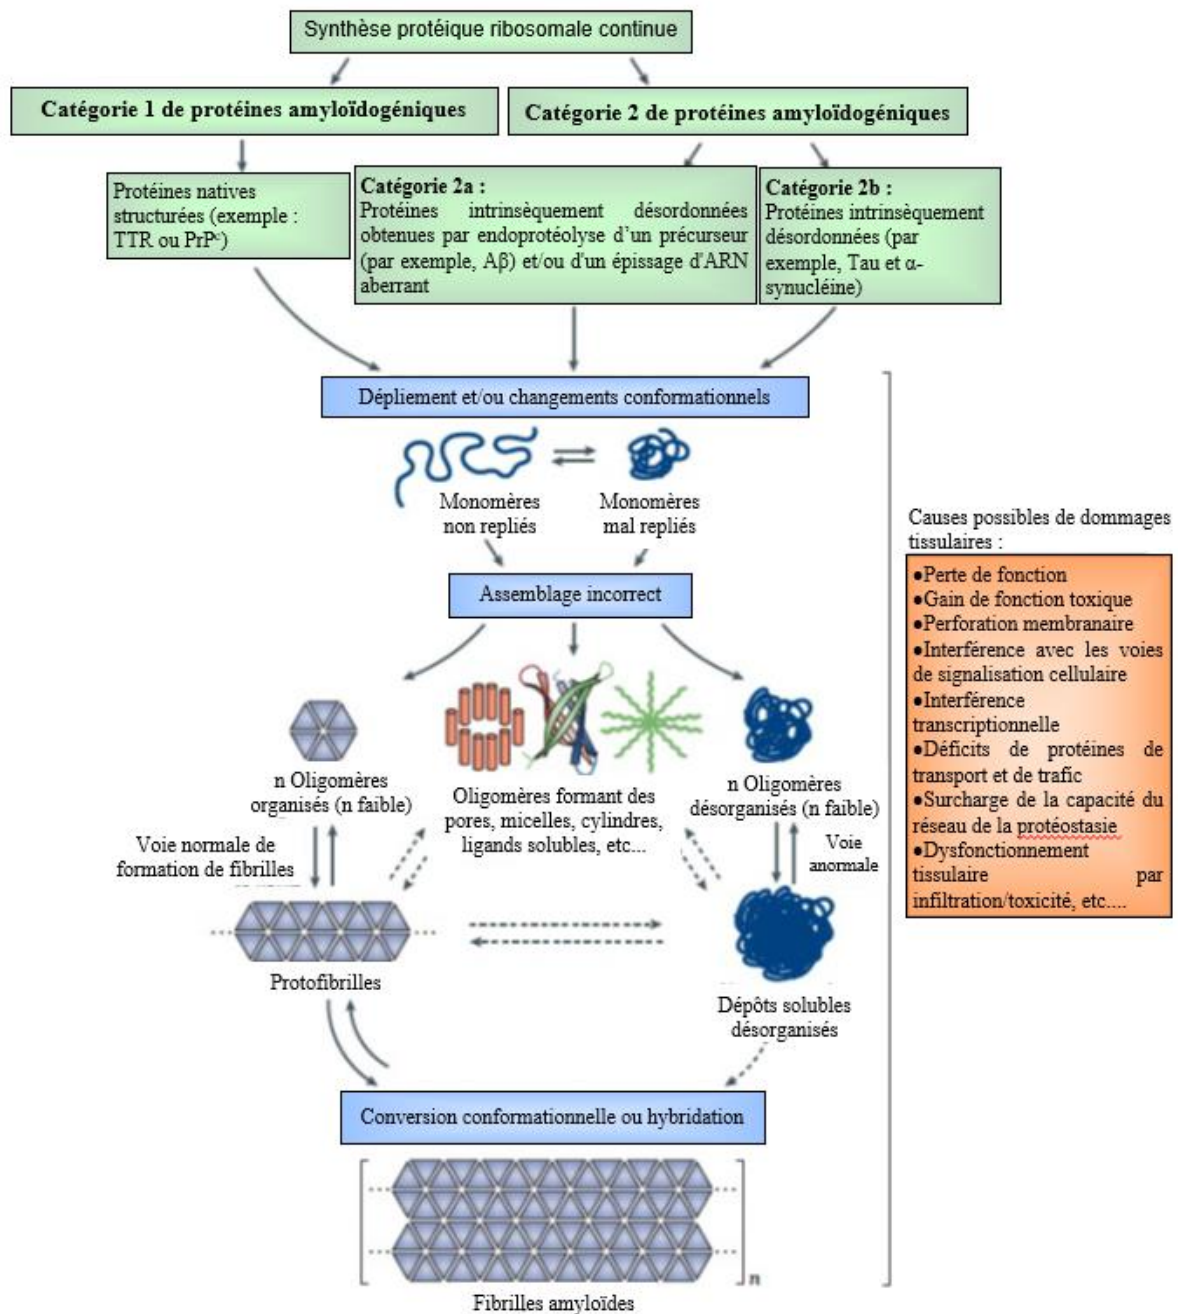 Synthèse protéique ribosomale continue
Catégorie 1 de protéines amyloïdogéniques
Catégorie 2 de protéines amyloïdogéniques
Protéines natives
structurées (exemple :
TTR ou PrPᶜ)
Catégorie 2a :
Protéines intrinsèquement désordonnées
obtenues par endoprotéolyse d’un précurseur
(par exemple, Aβ) et/ou d'un épissage d'ARN
aberrant
Catégorie 2b :
Protéines intrinsèquement
désordonnées (par
exemple, Tau et α-
synucléine)
Dépliement et/ou changements conformationnels
Monomères
non repliés
Monomères
mal repliés
Assemblage incorrect
n Oligomères
organisés (n faible)
Oligomères formant des
pores, micelles, cylindres,
ligands solubles, etc...
n Oligomères
désorganisés (n faible)
Voie normale de
formation de fibrilles
Voie
anormale
Protofibrilles
Dépôts solubles
désorganisés
Conversion conformationnelle ou hybridation
n
Fibrilles amyloïdes
Causes possibles de dommages
tissulaires :
●Perte de fonction
●Gain de fonction toxique
●Perforation membranaire
●Interférence avec les voies
de signalisation cellulaire
●Interférence
transcriptionnelle
●Déficits de protéines de
transport et de trafic
●Surcharge de la capacité du
réseau de la protéostasie
●Dysfonctionnement
tissulaire par
infiltration/toxicité, etc....